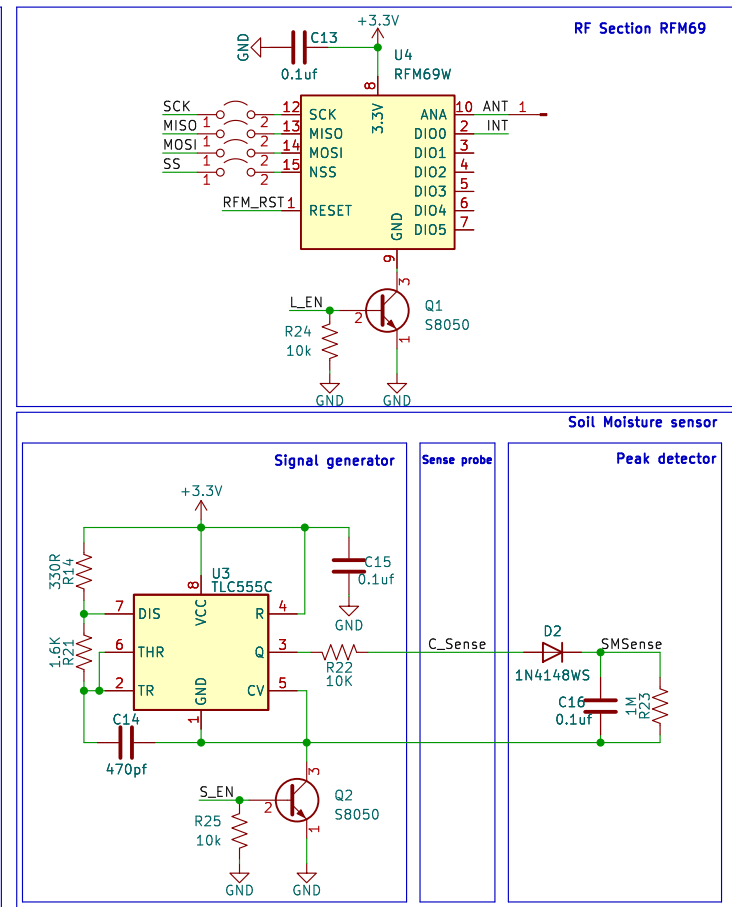 RF Section RFM69
+3.3V
GND
C13
0.1uf
U4
RFM69W
8
3.3V
SCK
1
2
12
SCK
ANA
10
ANT
1
MISO
1
2
13
MISO
DIO0
2
INT
MOSI
1
2
14
MOSI
DIO1
3
SS
1
2
15
NSS
DIO2
4
DIO3
5
RFM_RST
1
RESET
DIO4
6
DIO5
7
GND
9
3
L_EN
2
Q1
S8050
1
R24
10k
GND
GND
Soil Moisture sensor
Signal generator
Sense probe
Peak detector
+3.3V
330R
R14
C15
0.1uf
GND
U3
TLC555C
8
VCC
7
DIS
R
4
1.6K
R21
6
THR
Q
3
R22
10K
C_Sense
D2
1N4148WS
SMSense
2
TR
GND
CV
5
1
C14
470pf
C16
0.1uf
1M
R23
S_EN
2
3
Q2
S8050
1
R25
10k
GND
GND